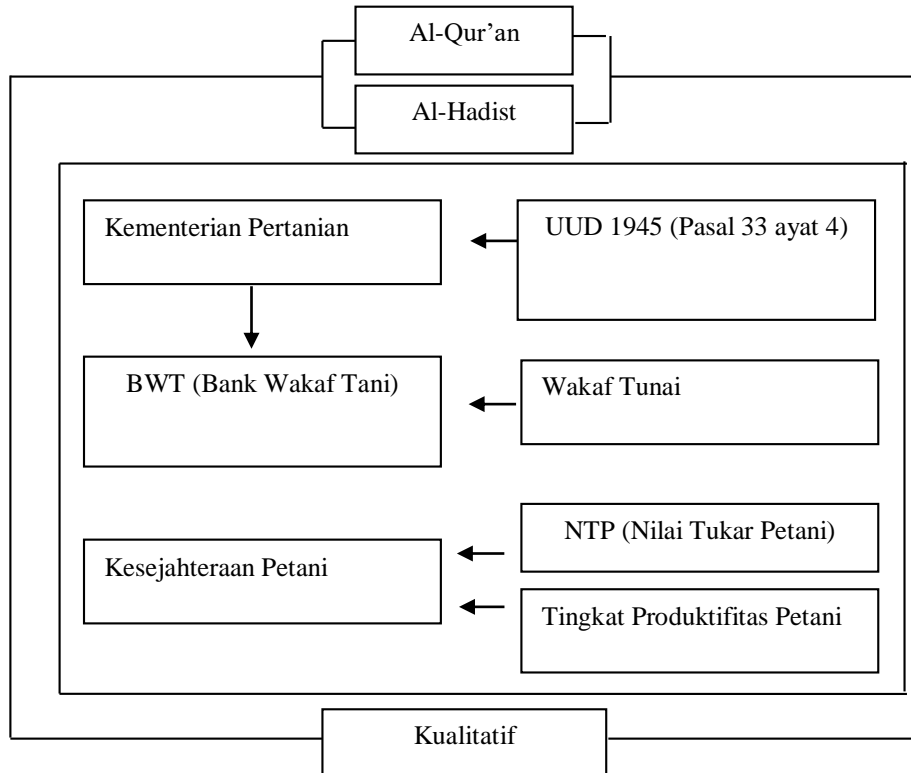 Al-Qur’an
Al-Hadist
Kementerian Pertanian
UUD 1945 (Pasal 33 ayat 4)
BWT (Bank Wakaf Tani)
Wakaf Tunai
NTP (Nilai Tukar Petani)
Kesejahteraan Petani
Tingkat Produktifitas Petani
Kualitatif